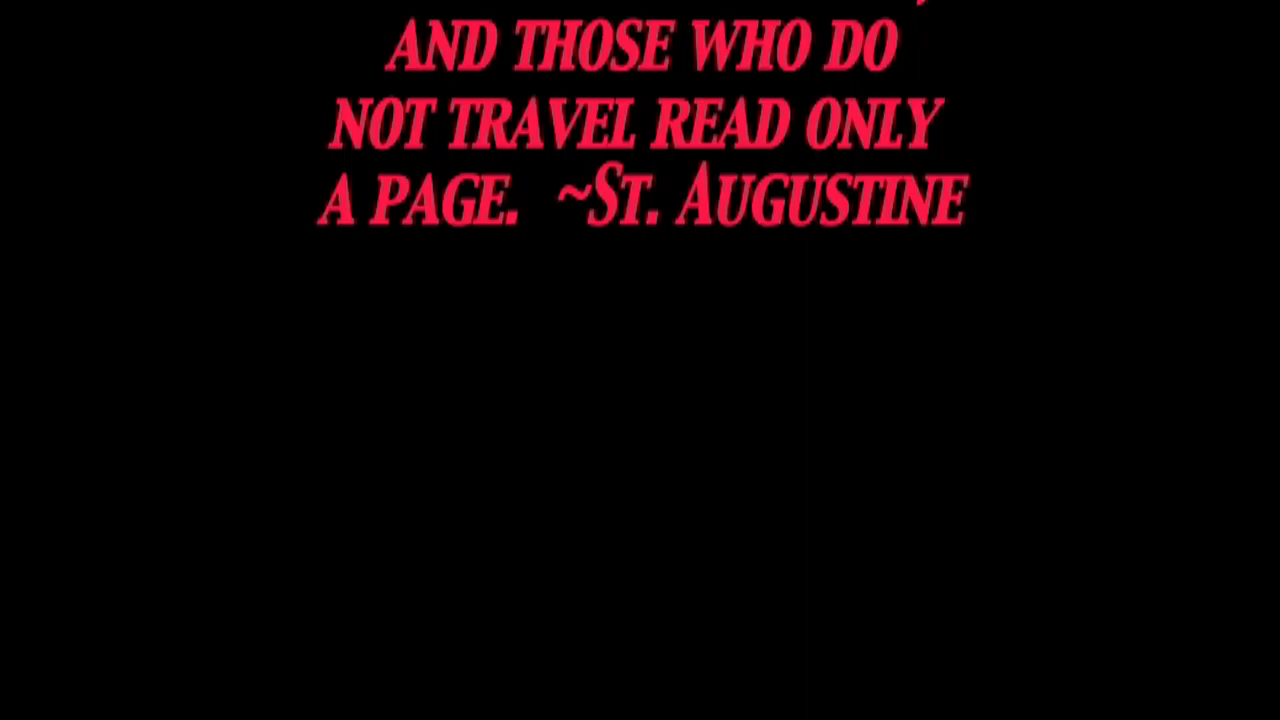 AND THOSE WHO DO
NOT TRAVEL READ ONLY
A PAGE. ~ST. AUGUSTINE